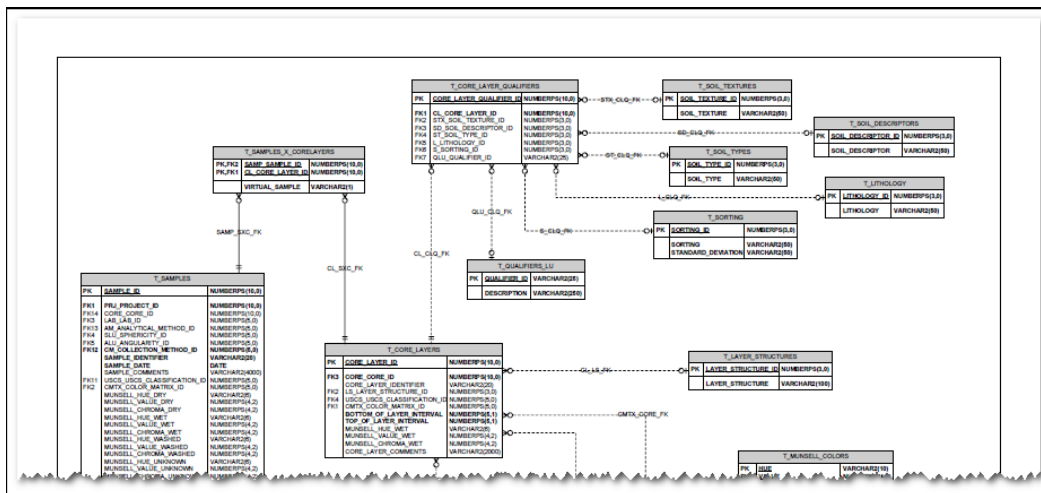 T_CORE_LAYER_QUALIFIERS
PK CORE_LAYER_QUALIFIER_ID NUMBERPS(10,0)
FK1 CL_CORE_LAYER_ID NUMBERPS(10,0)
FK2 STX_SOIL_TEXTURE_ID NUMBERPS(3,0)
FK3 SD_SOIL_DESCRIPTOR_ID NUMBERPS(3,0)
FK4 ST_SOIL_TYPE_ID NUMBERPS(3,0)
FK5 L_LITHOLOGY_ID NUMBERPS(3,0)
FK6 S_SORTING_ID NUMBERPS(3,0)
FK7 QLU_QUALIFIER_ID VARCHAR2(25)
STX_CLQ_FK
T_SOIL_TEXTURES
PK SOIL_TEXTURE_ID NUMBERPS(3,0)
SOIL_TEXTURE VARCHAR2(50)
SD_CLQ_FK
T_SOIL_DESCRIPTORS
PK SOIL_DESCRIPTOR_ID NUMBERPS(3,0)
SOIL_DESCRIPTOR VARCHAR2(50)
ST_CLQ_FK
T_SOIL_TYPES
PK SOIL_TYPE_ID NUMBERPS(3,0)
SOIL_TYPE VARCHAR2(50)
T_SAMPLES_X_CORELAYERS
PK,FK2 SAMP_SAMPLE_ID NUMBERPS(10,0)
PK,FK1 CL_CORE_LAYER_ID NUMBERPS(10,0)
VIRTUAL_SAMPLE VARCHAR2(1)
L_CLQ_FK
T_LITHOLOGY
PK LITHOLOGY_ID NUMBERPS(3,0)
LITHOLOGY VARCHAR2(50)
QLU_CLQ_FK
S_CLQ_FK
T_SORTING
PK SORTING_ID NUMBERPS(3,0)
SORTING VARCHAR2(50)
STANDARD_DEVIATION VARCHAR2(50)
SAMP_SXC_FK
CL_SXC_FK
CL_CLQ_FK
T_QUALIFIERS_LU
PK QUALIFIER_ID VARCHAR2(25)
DESCRIPTION VARCHAR2(250)
T_SAMPLES
PK SAMPLE_ID NUMBERPS(10,0)
FK1 PRJ_PROJECT_ID NUMBERPS(10,0)
FK14 CORE_CORE_ID NUMBERPS(10,0)
FK3 LAB_LAB_ID NUMBERPS(5,0)
FK13 AM_ANALYTICAL_METHOD_ID NUMBERPS(5,0)
FK4 SLU_SPHERICITY_ID NUMBERPS(5,0)
FK5 ALU_ANGULARITY_ID NUMBERPS(5,0)
FK12 CM_COLLECTION_METHOD_ID NUMBERPS(5,0)
SAMPLE_IDENTIFIER VARCHAR2(20)
SAMPLE_DATE DATE
SAMPLE_COMMENTS VARCHAR2(4000)
FK11 USCS_USCS_CLASSIFICATION_ID NUMBERPS(5,0)
FK2 CMTX_COLOR_MATRIX_ID NUMBERPS(5,0)
MUNSELL_HUE_DRY VARCHAR2(6)
MUNSELL_VALUE_DRY NUMBERPS(4,2)
MUNSELL_CHROMA_DRY NUMBERPS(4,2)
MUNSELL_HUE_WET VARCHAR2(6)
MUNSELL_VALUE_WET NUMBERPS(4,2)
MUNSELL_CHROMA_WET NUMBERPS(4,2)
MUNSELL_HUE_WASHED VARCHAR2(6)
MUNSELL_VALUE_WASHED NUMBERPS(4,2)
MUNSELL_CHROMA_WASHED NUMBERPS(4,2)
MUNSELL_HUE_UNKNOWN VARCHAR2(6)
MUNSELL_VALUE_UNKNOWN NUMBERPS(4,2)
T_CORE_LAYERS
PK CORE_LAYER_ID NUMBERPS(10,0)
FK3 CORE_CORE_ID NUMBERPS(10,0)
CORE_LAYER_IDENTIFIER VARCHAR2(20)
FK2 LS_LAYER_STRUCTURE_ID NUMBERPS(3,0)
FK4 USCS_USCS_CLASSIFICATION_ID NUMBERPS(5,0)
FK1 CMTX_COLOR_MATRIX_ID NUMBERPS(5,0)
BOTTOM_OF_LAYER_INTERVAL NUMBERPS(5,1)
TOP_OF_LAYER_INTERVAL NUMBERPS(5,1)
MUNSELL_HUE_WET VARCHAR2(6)
MUNSELL_VALUE_WET NUMBERPS(4,2)
MUNSELL_CHROMA_WET NUMBERPS(4,2)
CORE_LAYER_COMMENTS VARCHAR2(2000)
CL_LS_FK
T_LAYER_STRUCTURES
PK LAYER_STRUCTURE_ID NUMBERPS(3,0)
LAYER_STRUCTURE VARCHAR2(100)
CMTX_CORE_FK
T_MUNSELL_COLORS
PK HUE VARCHAR2(10)